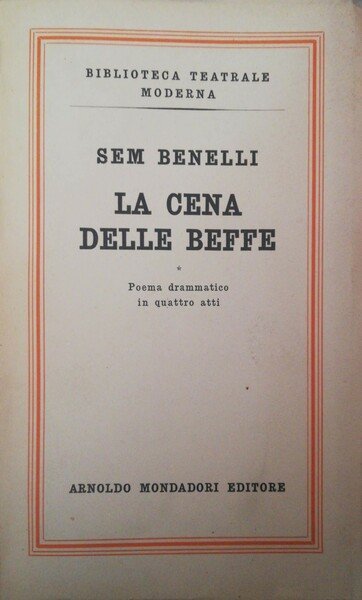 BIBLIOTECA TEATRALE
MODERNA
SEM BENELLI
LA CENA
DELLE BEFFE
*
Poema drammatico
in quattro atti
ARNOLDO MONDADORI EDITORE